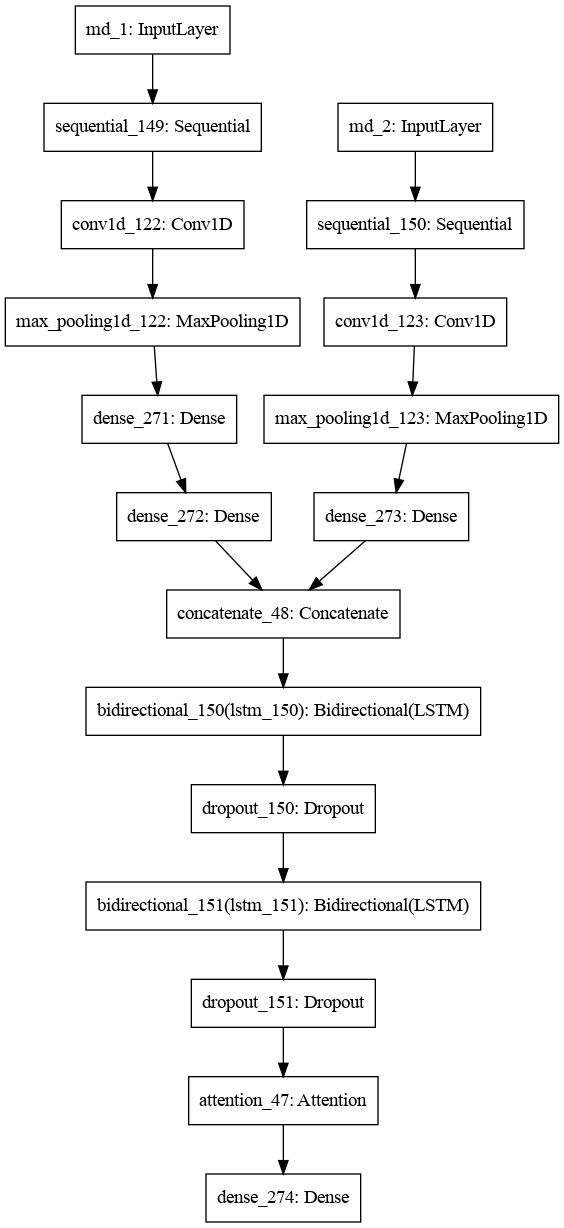 md_1: InputLayer
sequential_149: Sequential
md_2: InputLayer
conv1d_122: Conv1D
sequential_150: Sequential
max_pooling1d_122: MaxPooling1D
conv1d_123: Conv1D
dense_271: Dense
max_pooling1d_123: MaxPooling1D
dense_272: Dense
dense_273: Dense
concatenate_48: Concatenate
bidirectional_150(lstm_150): Bidirectional(LSTM)
dropout_150: Dropout
bidirectional_151(lstm_151): Bidirectional(LSTM)
dropout_151: Dropout
attention_47: Attention
dense_274: Dense